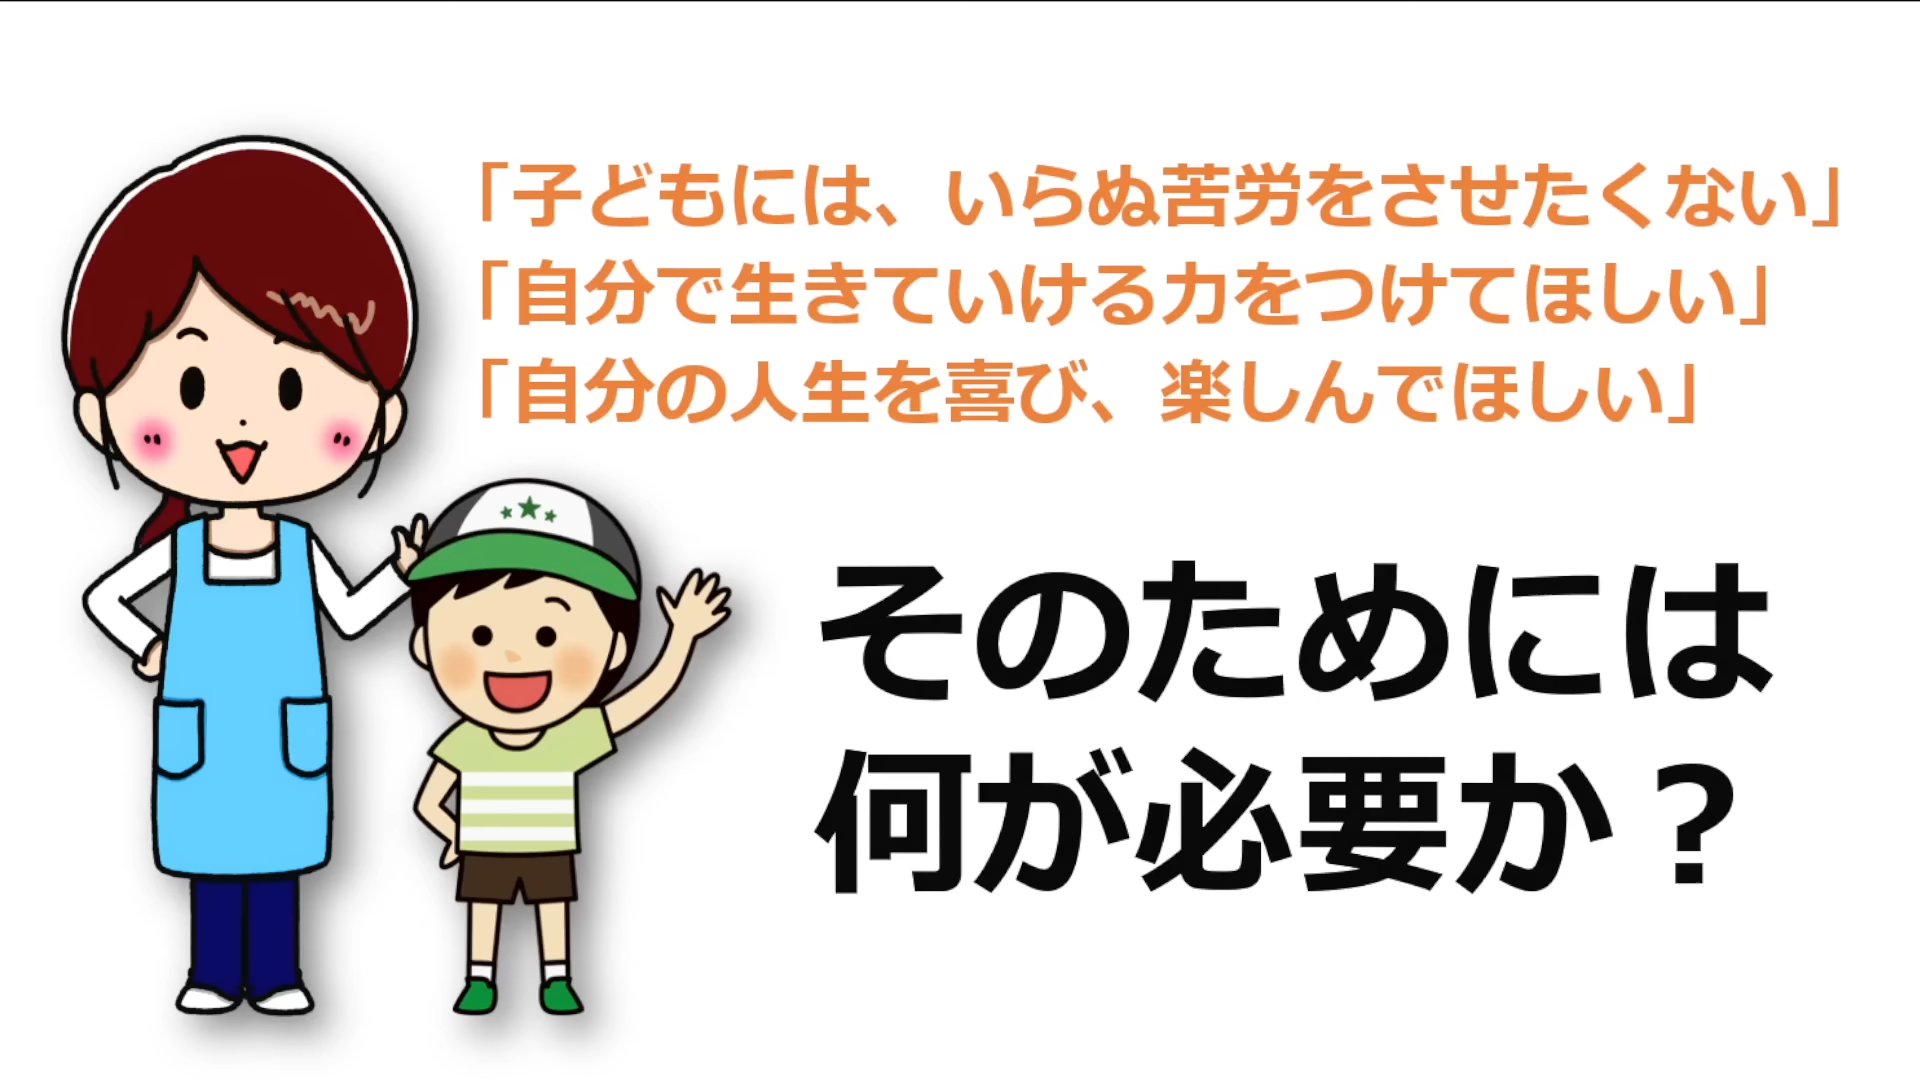 「子どもには、いらぬ苦労をさせたくない」
「自分で生きていける力をつけてほしい」
「自分の人生を喜び、楽しんでほしい」
そのためには
何が必要か？